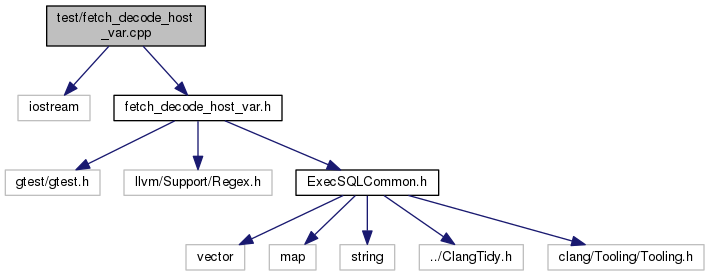 test/fetch_decode_host
_var.cpp
iostream
fetch_decode_host_var.h
gtest/gtest.h
llvm/Support/Regex.h
ExecSQLCommon.h
vector
map
string
../ClangTidy.h
clang/Tooling/Tooling.h